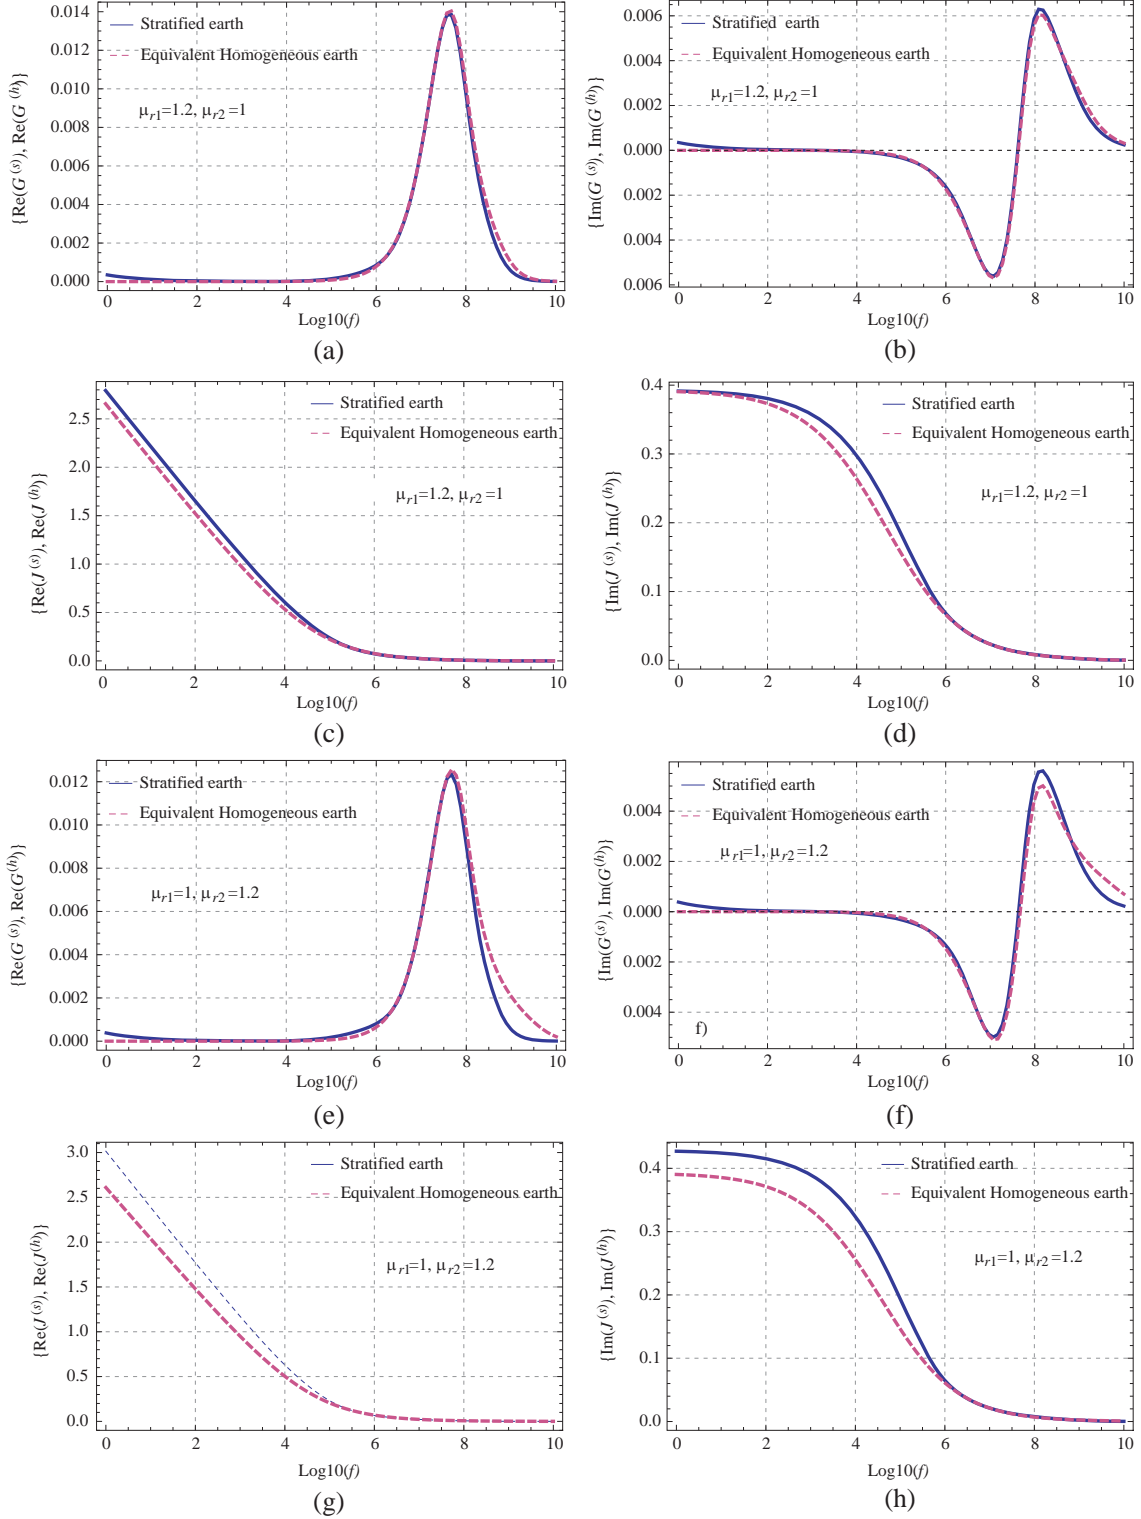 Stratified earth
Equivalent Homogeneous earth
μr1=1.2, μr2=1
{Re(G(s)), Re(G(h))}
0.014
0.012
0.010
0.008
0.006
0.004
0.002
0.000
0 2 4 6 8 10
Log10(f)
(a)
Stratified earth
Equivalent Homogeneous earth
μr1=1.2, μr2=1
{Im(G(s)), Im(G(h))}
0.006
0.004
0.002
0.000
0.002
0.004
0.006
0 2 4 6 8 10
Log10(f)
(b)
Stratified earth
Equivalent Homogeneous earth
μr1=1.2, μr2=1
{Re(J(s)), Re(J(h))}
2.5
2.0
1.5
1.0
0.5
0.0
0 2 4 6 8 10
Log10(f)
(c)
Stratified earth
Equivalent Homogeneous earth
μr1=1.2, μr2=1
{Im(J(s)), Im(J(h))}
0.4
0.3
0.2
0.1
0.0
0 2 4 6 8 10
Log10(f)
(d)
Stratified earth
Equivalent Homogeneous earth
μr1=1, μr2=1.2
{Re(G(s)), Re(G(h))}
0.012
0.010
0.008
0.006
0.004
0.002
0.000
0 2 4 6 8 10
Log10(f)
(e)
Stratified earth
Equivalent Homogeneous earth
μr1=1, μr2=1.2
{Im(G(s)), Im(G(h))}
0.004
0.002
0.000
0.002
0.004
f)
0 2 4 6 8 10
Log10(f)
(f)
Stratified earth
Equivalent Homogeneous earth
μr1=1, μr2=1.2
{Re(J(s)), Re(J(h))}
3.0
2.5
2.0
1.5
1.0
0.5
0.0
0 2 4 6 8 10
Log10(f)
(g)
Stratified earth
Equivalent Homogeneous earth
μr1=1, μr2=1.2
{Im(J(s)), Im(J(h))}
0.4
0.3
0.2
0.1
0.0
0 2 4 6 8 10
Log10(f)
(h)